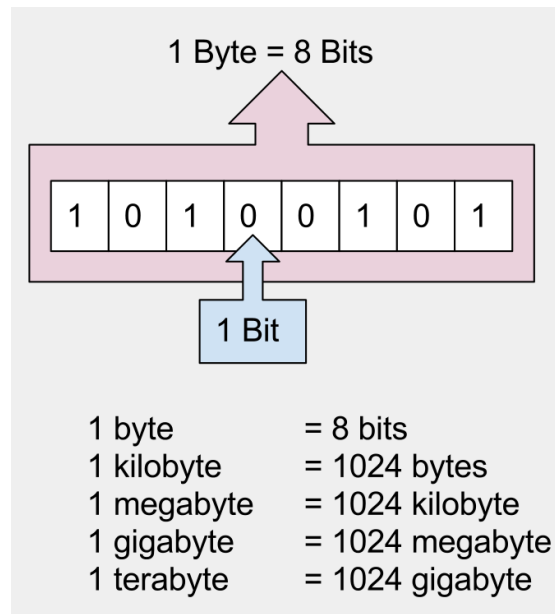 1 Byte = 8 Bits
1 0 1 0 0 1 0 1
1 Bit
1 byte = 8 bits
1 kilobyte = 1024 bytes
1 megabyte = 1024 kilobyte
1 gigabyte = 1024 megabyte
1 terabyte = 1024 gigabyte